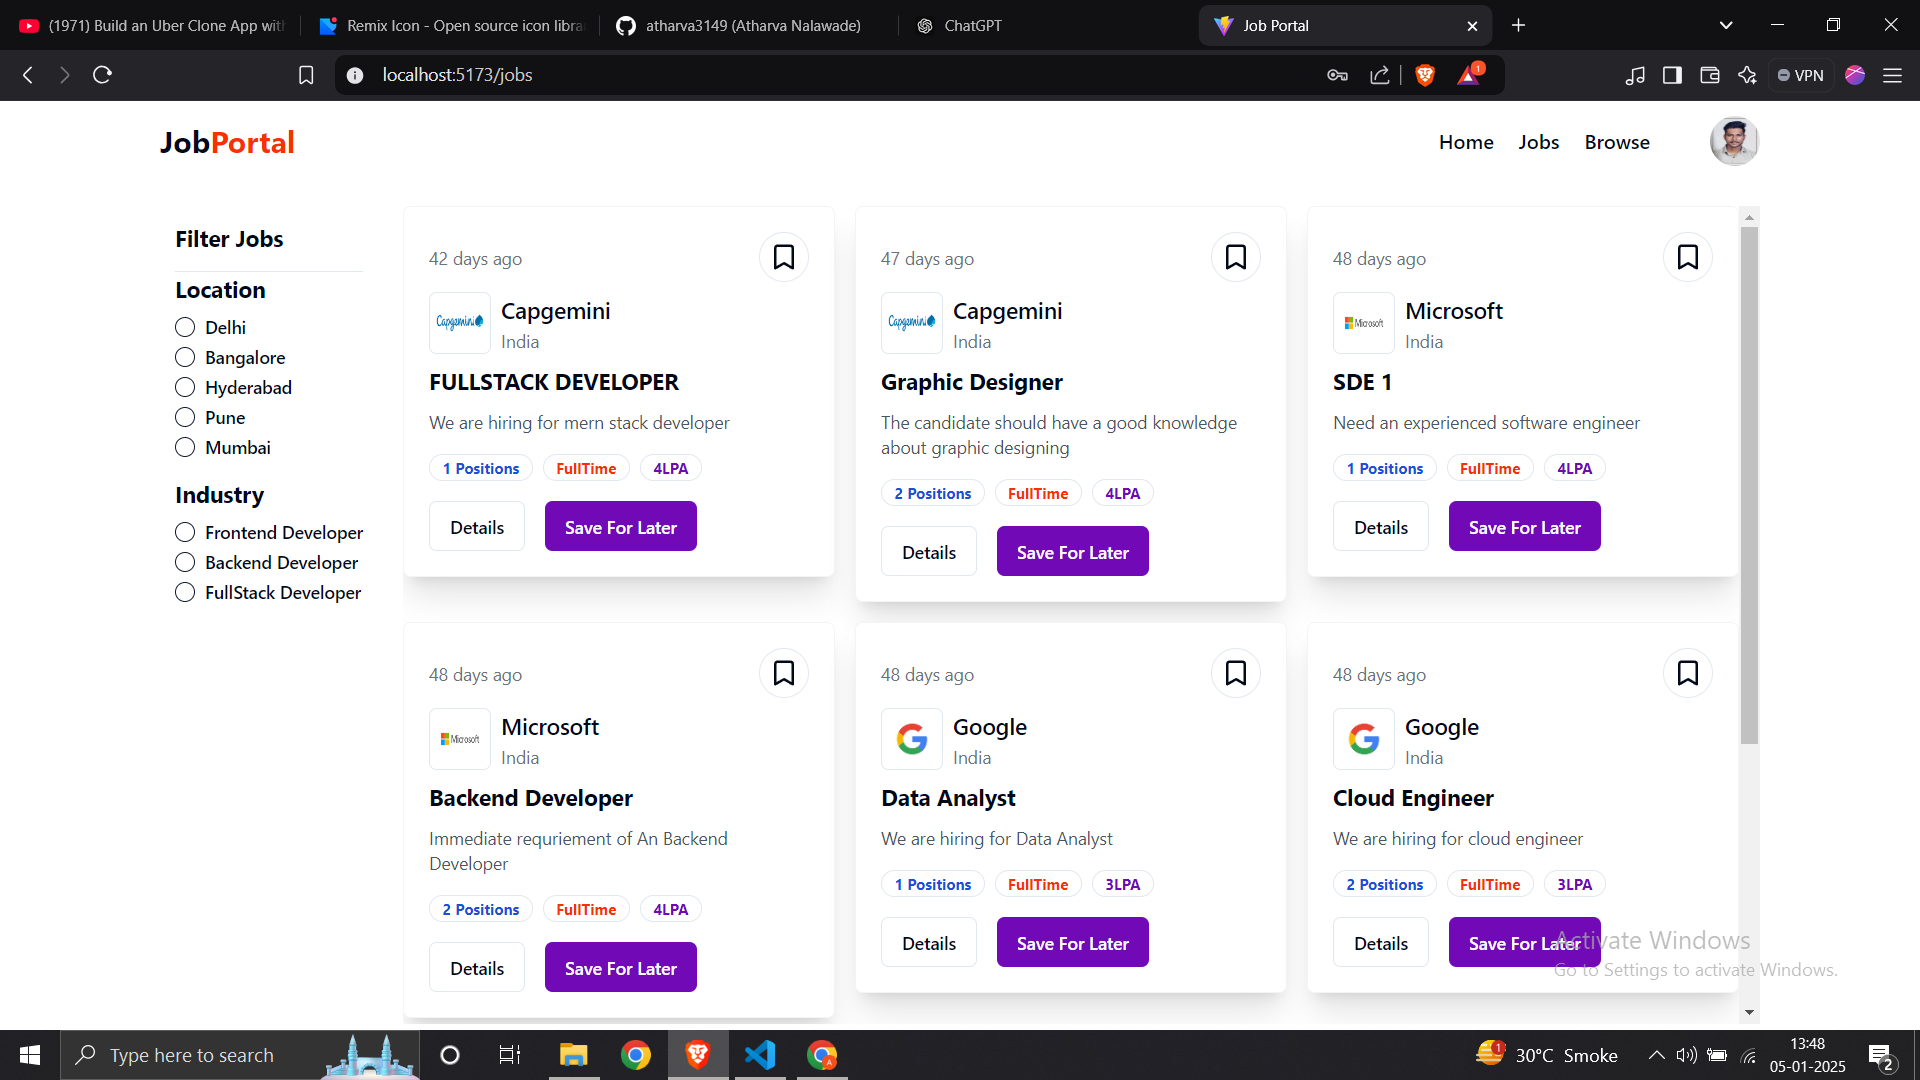 (1971) Build an Uber Clone App with
Remix Icon - Open source icon libra
atharva3149 (Atharva Nalawade)
ChatGPT
Job Portal
localhost:5173/jobs
1
VPN
JobPortal
Home
Jobs
Browse
Filter Jobs
Location
Delhi
Bangalore
Hyderabad
Pune
Mumbai
Industry
Frontend Developer
Backend Developer
FullStack Developer
42 days ago
Capgemini
Capgemini
India
FULLSTACK DEVELOPER
We are hiring for mern stack developer
1 Positions
FullTime
4LPA
Details
Save For Later
47 days ago
Capgemini
Capgemini
India
Graphic Designer
The candidate should have a good knowledge
about graphic designing
2 Positions
FullTime
4LPA
Details
Save For Later
48 days ago
Microsoft
Microsoft
India
SDE 1
Need an experienced software engineer
1 Positions
FullTime
4LPA
Details
Save For Later
48 days ago
Microsoft
Microsoft
India
Backend Developer
Immediate requriement of An Backend
Developer
2 Positions
FullTime
4LPA
Details
Save For Later
48 days ago
Google
India
Data Analyst
We are hiring for Data Analyst
1 Positions
FullTime
3LPA
Details
Save For Later
48 days ago
Google
India
Cloud Engineer
We are hiring for cloud engineer
2 Positions
FullTime
3LPA
Details
Save For Later
Activate Windows
Go to Settings to activate Windows.
Type here to search
1
30°C Smoke
13:48
05-01-2025
2